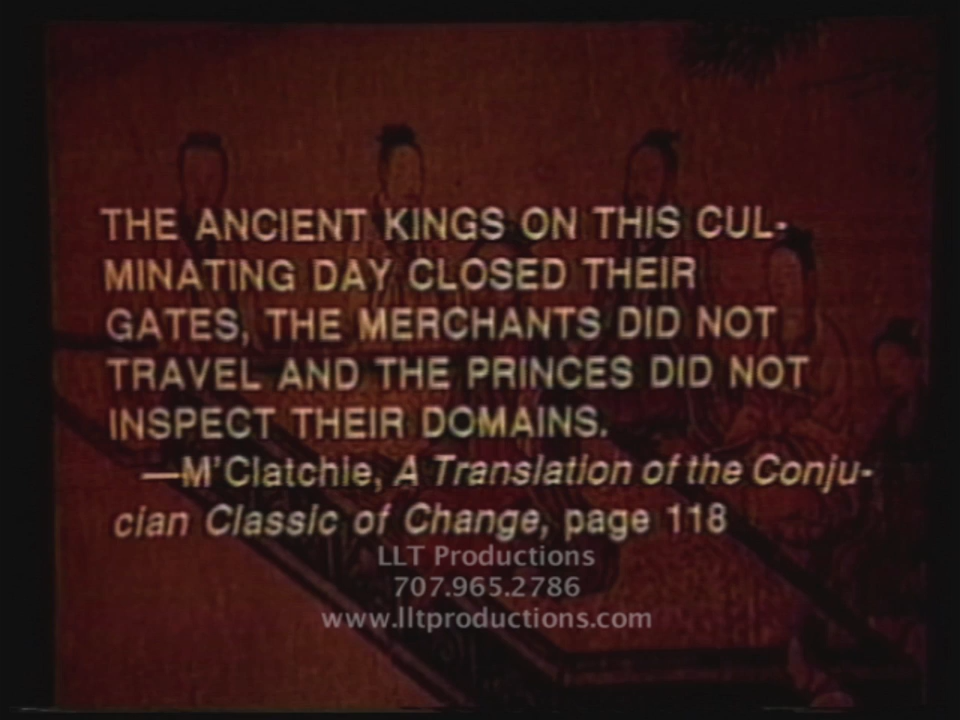 THE ANCIENT KINGS ON THIS CUL-
MINATING DAY CLOSED THEIR
GATES, THE MERCHANTS DID NOT
TRAVEL AND THE PRINCES DID NOT
INSPECT THEIR DOMAINS.
—M'Clatchie, A Translation of the Conju-
cian Classic of Change, page 118
LLT Productions
707.965.2786
www.lltproductions.com